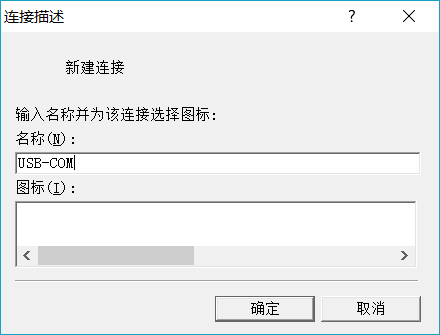 连接描述
?
新建连接
输入名称并为该连接选择图标:
名称(N):
USB-COM
图标(I):
确定 取消